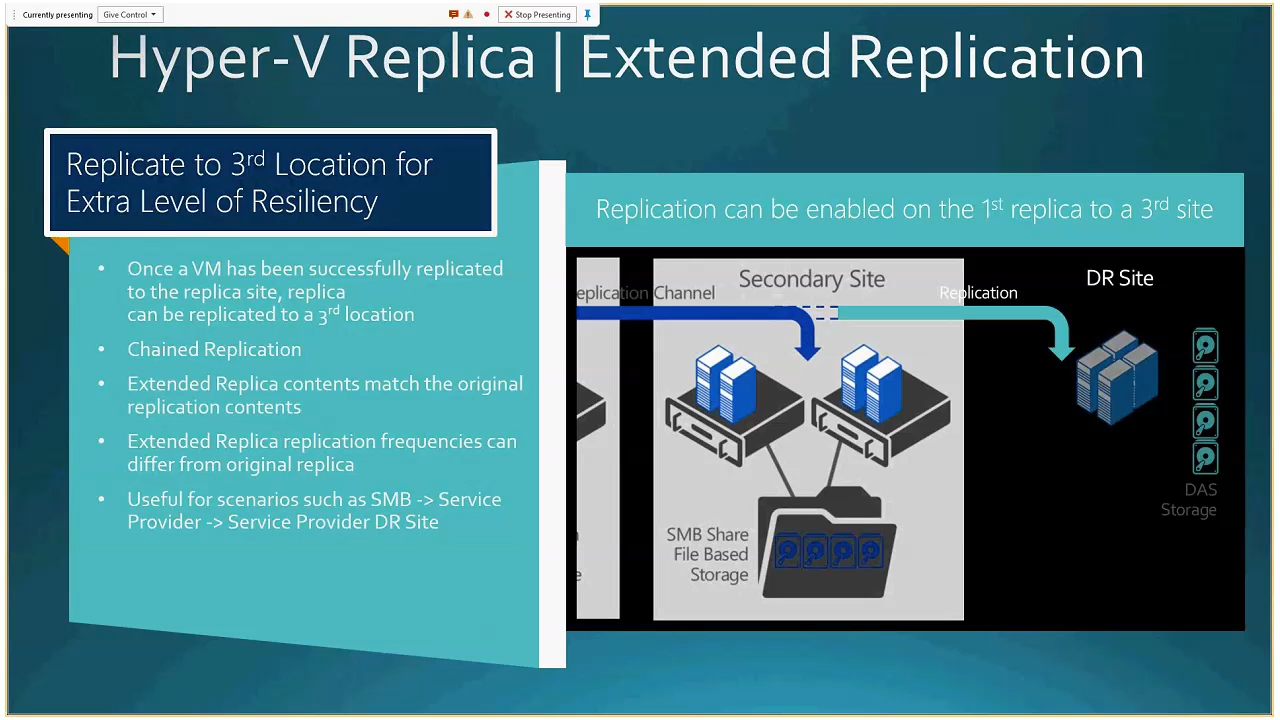 Currently presenting
Give Control
Stop Presenting
Hyper-V Replica | Extended Replication
Replicate to 3rd Location for
Extra Level of Resiliency
• Once a VM has been successfully replicated
to the replica site, replica
can be replicated to a 3rd location
• Chained Replication
• Extended Replica contents match the original
replication contents
• Extended Replica replication frequencies can
differ from original replica
• Useful for scenarios such as SMB -> Service
Provider -> Service Provider DR Site
Replication can be enabled on the 1st replica to a 3rd site
Secondary Site
eplication Channel
Replication
DR Site
SMB Share
File Based
Storage
DAS
Storage